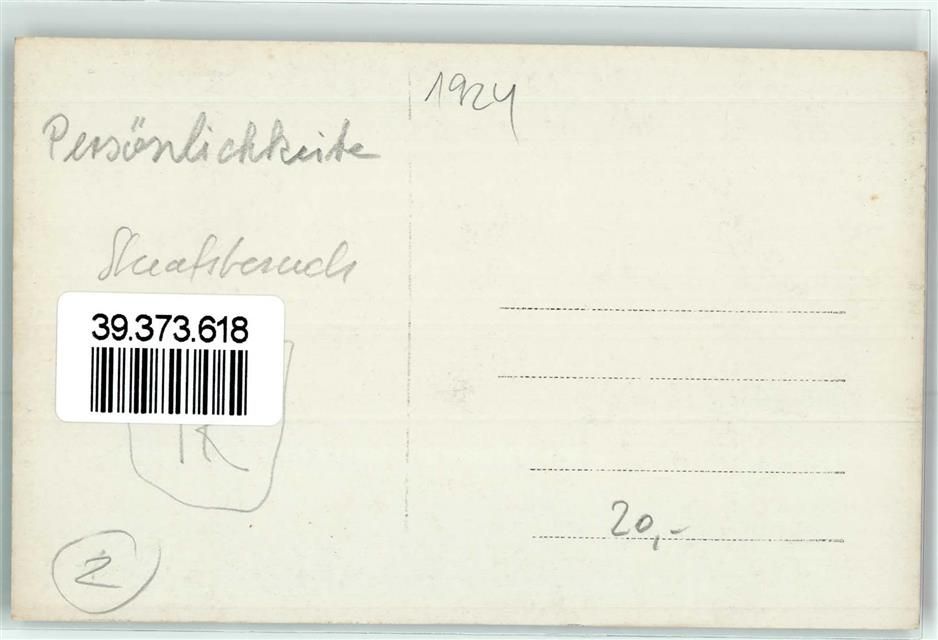 1924
Persönlichkeite
Staatsbesuch
39.373.618
K
20,-
Z